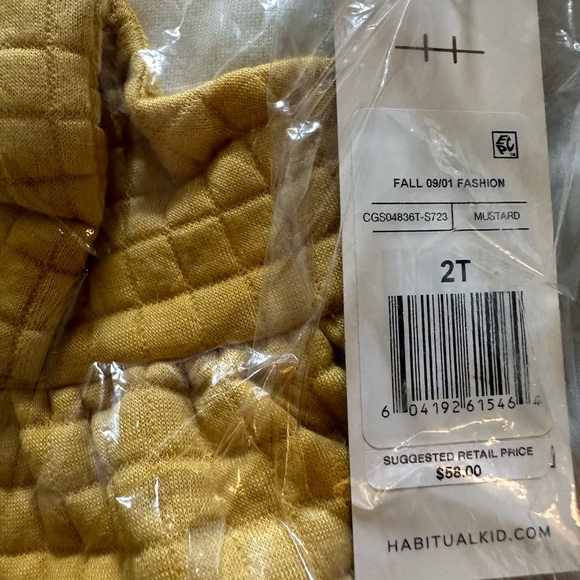 FALL 09/01 FASHION
CGS04836T-S723 MUSTARD
2T
6 04192 61546 4
SUGGESTED RETAIL PRICE
$58.00
HABITUALKID.COM